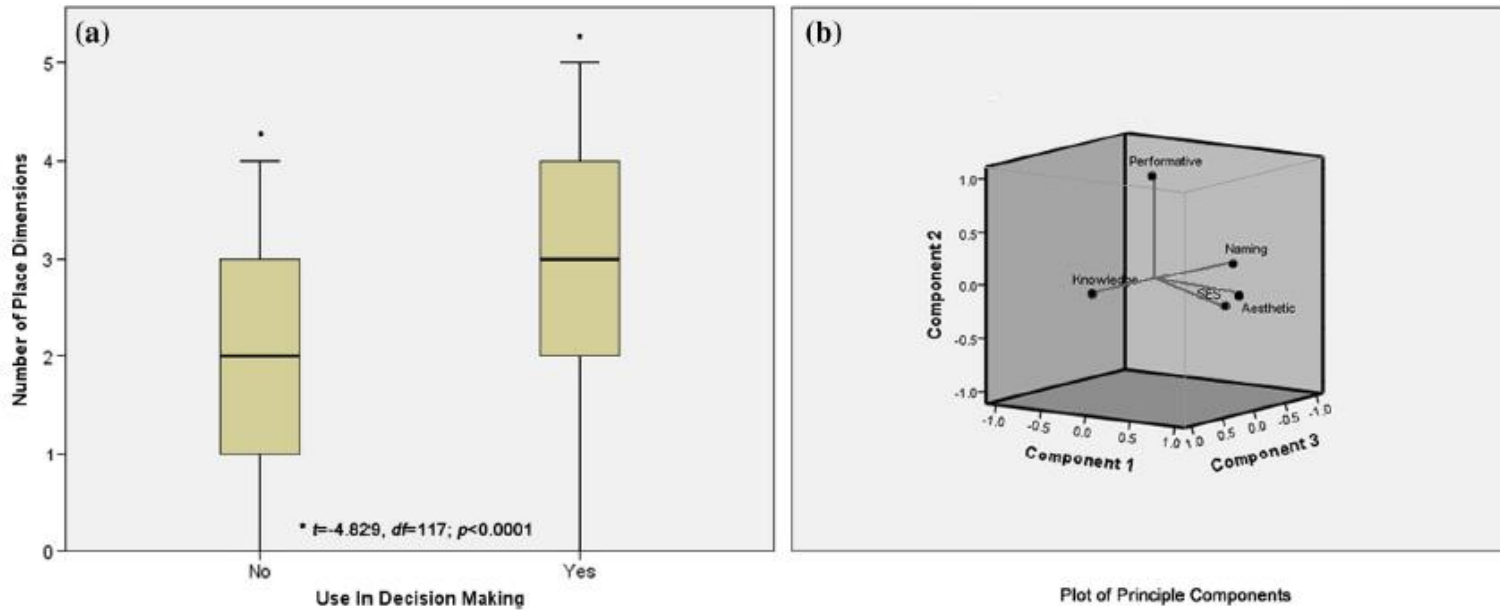 (a)
Number of Place Dimensions
5
4
3
2
1
0
* t=-4.829, df=117; p<0.0001
No
Yes
Use In Decision Making
(b)
Component 2
1.0
0.5
0.0
-0.5
-1.0
Performative
Naming
Knowledge
SES
Aesthetic
-1.0 -0.5 0.0 0.5 1.0
Component 1
1.0 0.5 0.0 -0.5 -1.0
Component 3
Plot of Principle Components